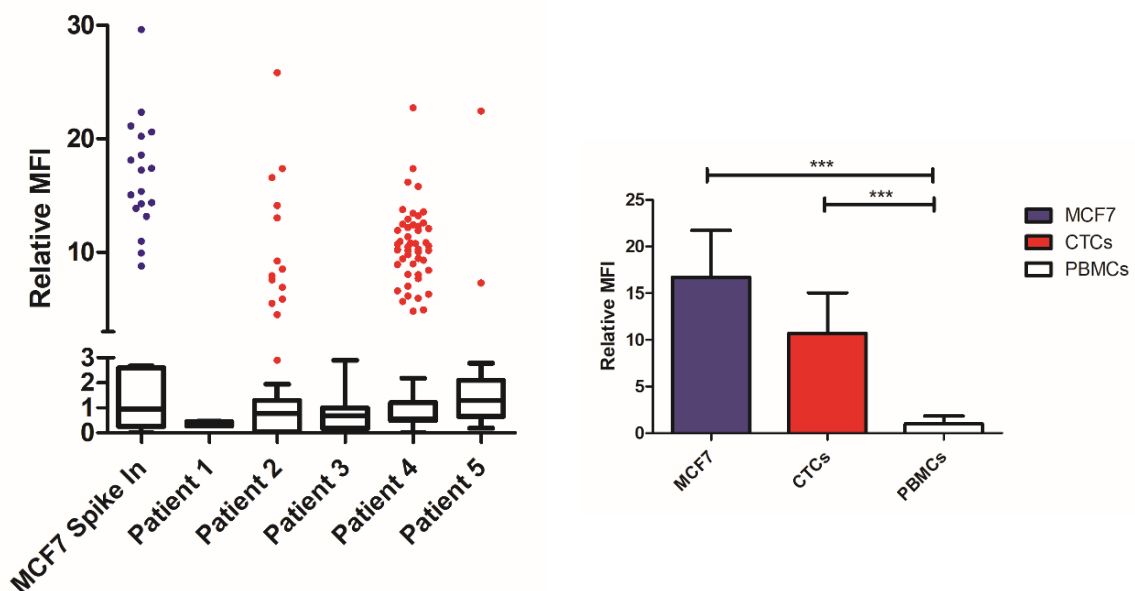 30
20
10
3
2
1
0
Relative MFI
MCF7 Spike In
Patient 1
Patient 2
Patient 3
Patient 4
Patient 5
***
***
25
20
15
10
5
0
Relative MFI
MCF7
CTCs
PBMCs
MCF7
CTCs
PBMCs